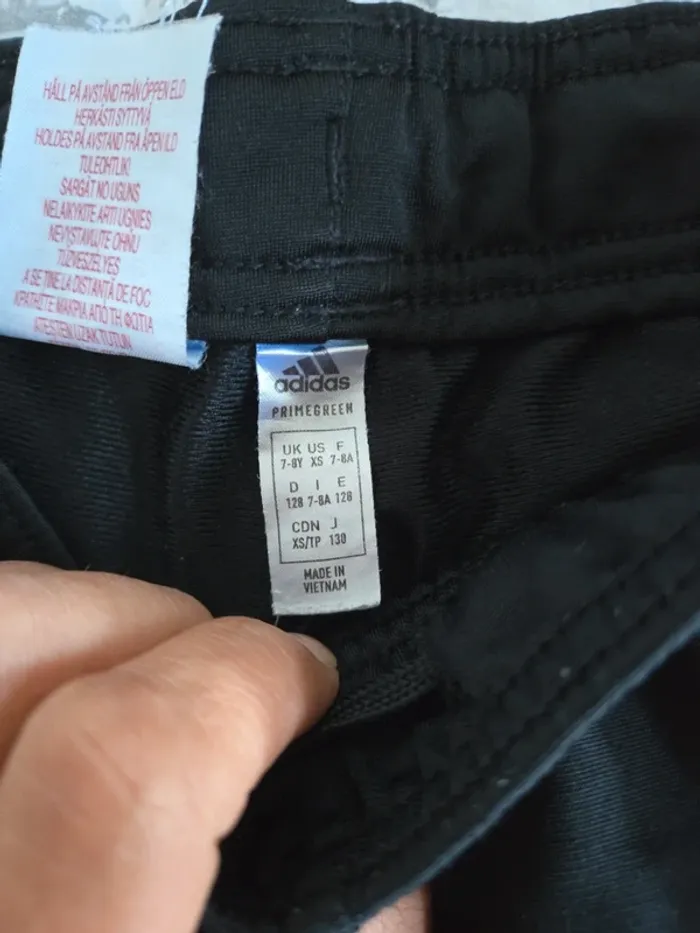 HÅLL PÅ AVSTÅND FRÅN ÖPPEN ELD
HERKÄSTI SYTTYVÄ
HOLDES PÅ AVSTAND FRA ÅPEN ILD
TULEOHTLIK!
SARGĀT NO UGUNS
NELAIKYKITE ARTI UGNIES
NEVYSTAVUJTE OHNU
TŰZVESZÉLYES
A SE ȚINE LA DISTANȚĂ DE FOC
ΚΡΑΤΗΣΤΕ ΜΑΚΡΙΑ ΑΠΟ ΤΗ ΦΩΤΙΑ
ATEŞTEN UZAK TUTUN
adidas
PRIMEGREEN
UK US F
7-8Y XS 7-8A
D I E
128 7-8A 128
CDN J
XS/TP 130
MADE IN
VIETNAM